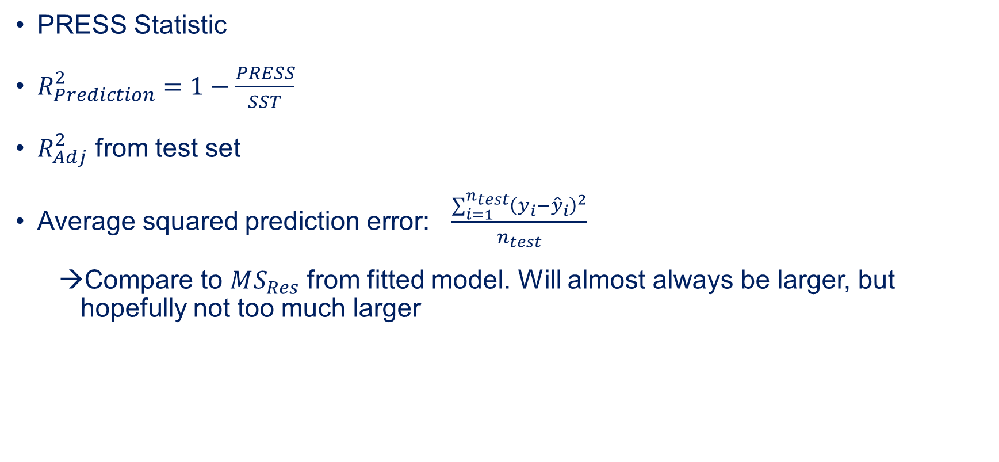 • PRESS Statistic
• $R^2_{Prediction} = 1 - \frac{PRESS}{SST}$
• $R^2_{Adj}$ from test set
• Average squared prediction error: $\frac{\sum_{i=1}^{n_{test}}(y_i - \hat{y}_i)^2}{n_{test}}$
→Compare to $MS_{Res}$ from fitted model. Will almost always be larger, but
hopefully not too much larger